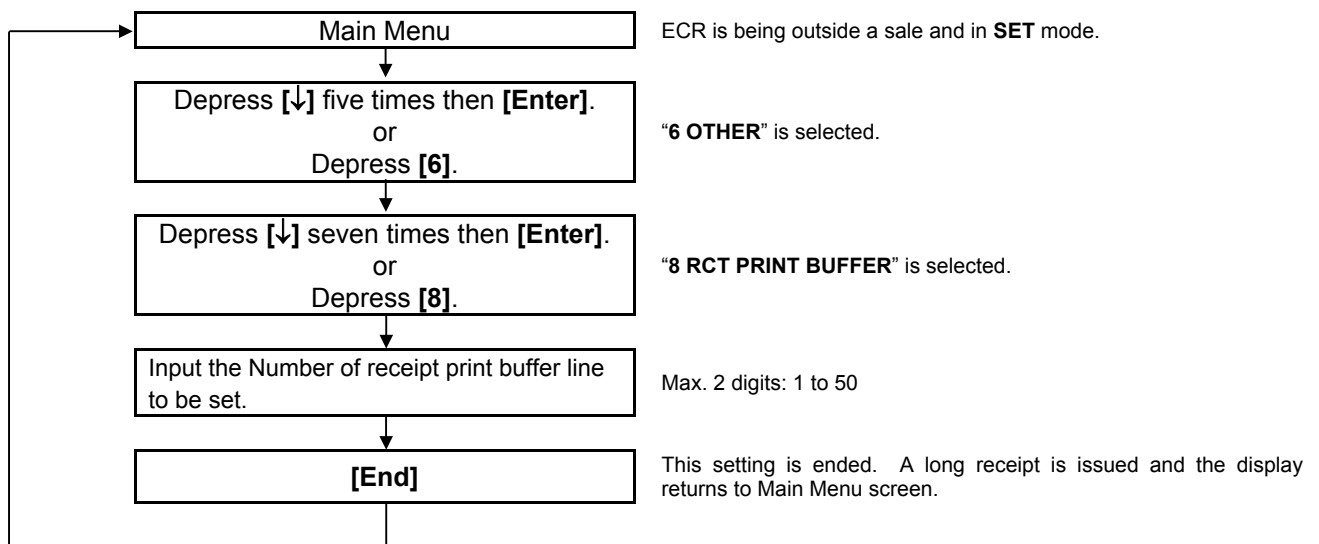 Main Menu
ECR is being outside a sale and in SET mode.
Depress [↓] five times then [Enter].
or
Depress [6].
“6 OTHER” is selected.
Depress [↓] seven times then [Enter].
or
Depress [8].
“8 RCT PRINT BUFFER” is selected.
Input the Number of receipt print buffer line
to be set.
Max. 2 digits: 1 to 50
[End]
This setting is ended. A long receipt is issued and the display
returns to Main Menu screen.